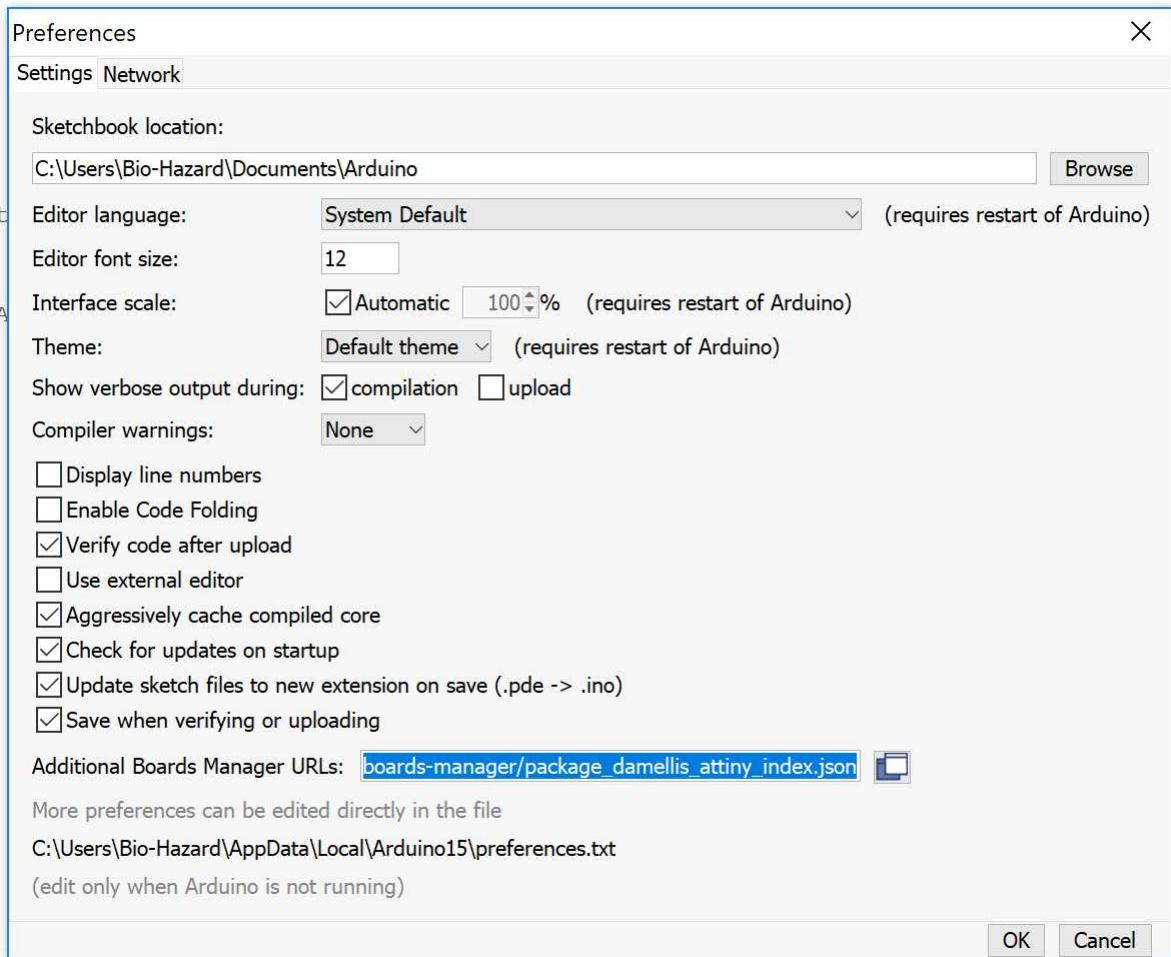 Preferences
Settings Network
Sketchbook location:
C:\Users\Bio-Hazard\Documents\Arduino Browse
Editor language: System Default (requires restart of Arduino)
Editor font size: 12
Interface scale: Automatic 100 % (requires restart of Arduino)
Theme: Default theme (requires restart of Arduino)
Show verbose output during: compilation upload
Compiler warnings: None
Display line numbers
Enable Code Folding
Verify code after upload
Use external editor
Aggressively cache compiled core
Check for updates on startup
Update sketch files to new extension on save (.pde -> .ino)
Save when verifying or uploading
Additional Boards Manager URLs: boards-manager/package_damellis_attiny_index.json
More preferences can be edited directly in the file
C:\Users\Bio-Hazard\AppData\Local\Arduino15\preferences.txt
(edit only when Arduino is not running)
OK Cancel